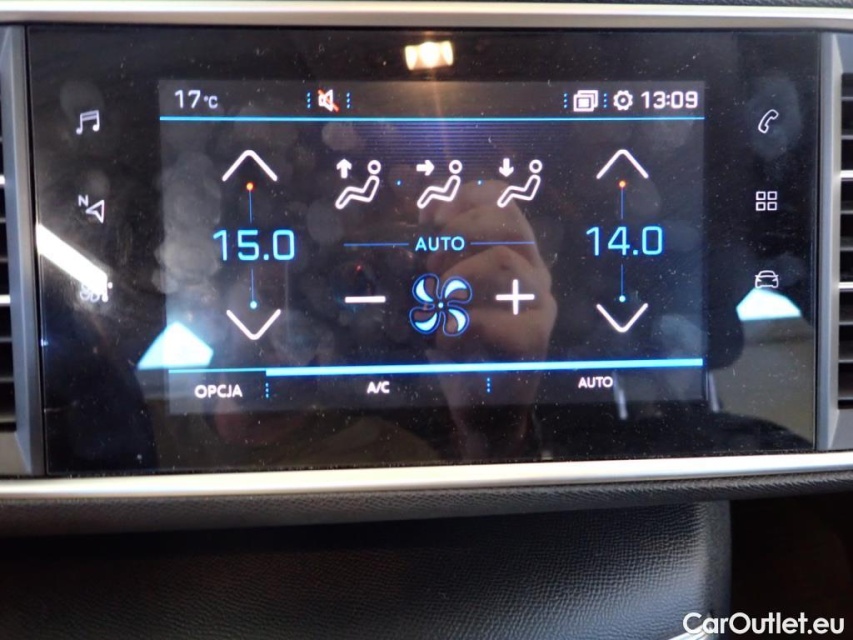 17°C 13:09
N
15.0 AUTO 14.0
OPCJA A/C AUTO
CarOutlet.eu